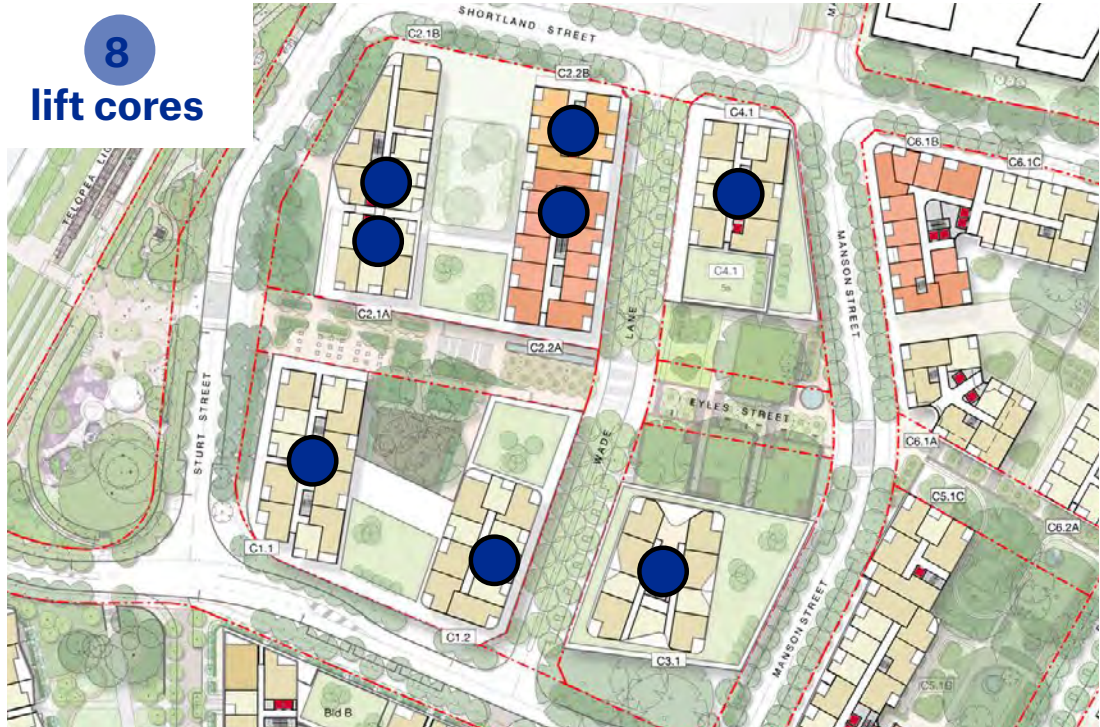 8
lift cores
SHORTLAND STREET
C2.1B
C2.2B
C4.1
C6.1B
C6.1C
TELOPEA
MANSON STREET
C4.1
C2.1A
C2.2A
LANE
EYLES STREET
STURT STREET
WADE
C6.1A
C5.1C
C6.2A
C1.1
C1.2
C3.1
MANSON STREET
C5.1B
Bld B